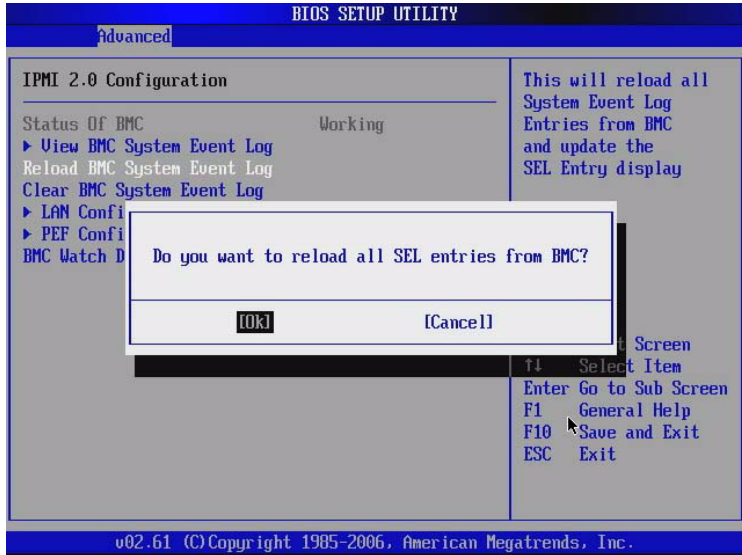 BIOS SETUP UTILITY
Advanced
IPMI 2.0 Configuration
Status Of BMC Working
▶ View BMC System Event Log
Reload BMC System Event Log
Clear BMC System Event Log
▶ LAN Confi
▶ PEF Confi
BMC Watch D
Do you want to reload all SEL entries from BMC?
[Ok] [Cancel]
This will reload all
System Event Log
Entries from BMC
and update the
SEL Entry display
t Screen
↑↓ Select Item
Enter Go to Sub Screen
F1 General Help
F10 Save and Exit
ESC Exit
v02.61 (C)Copyright 1985-2006, American Megatrends, Inc.